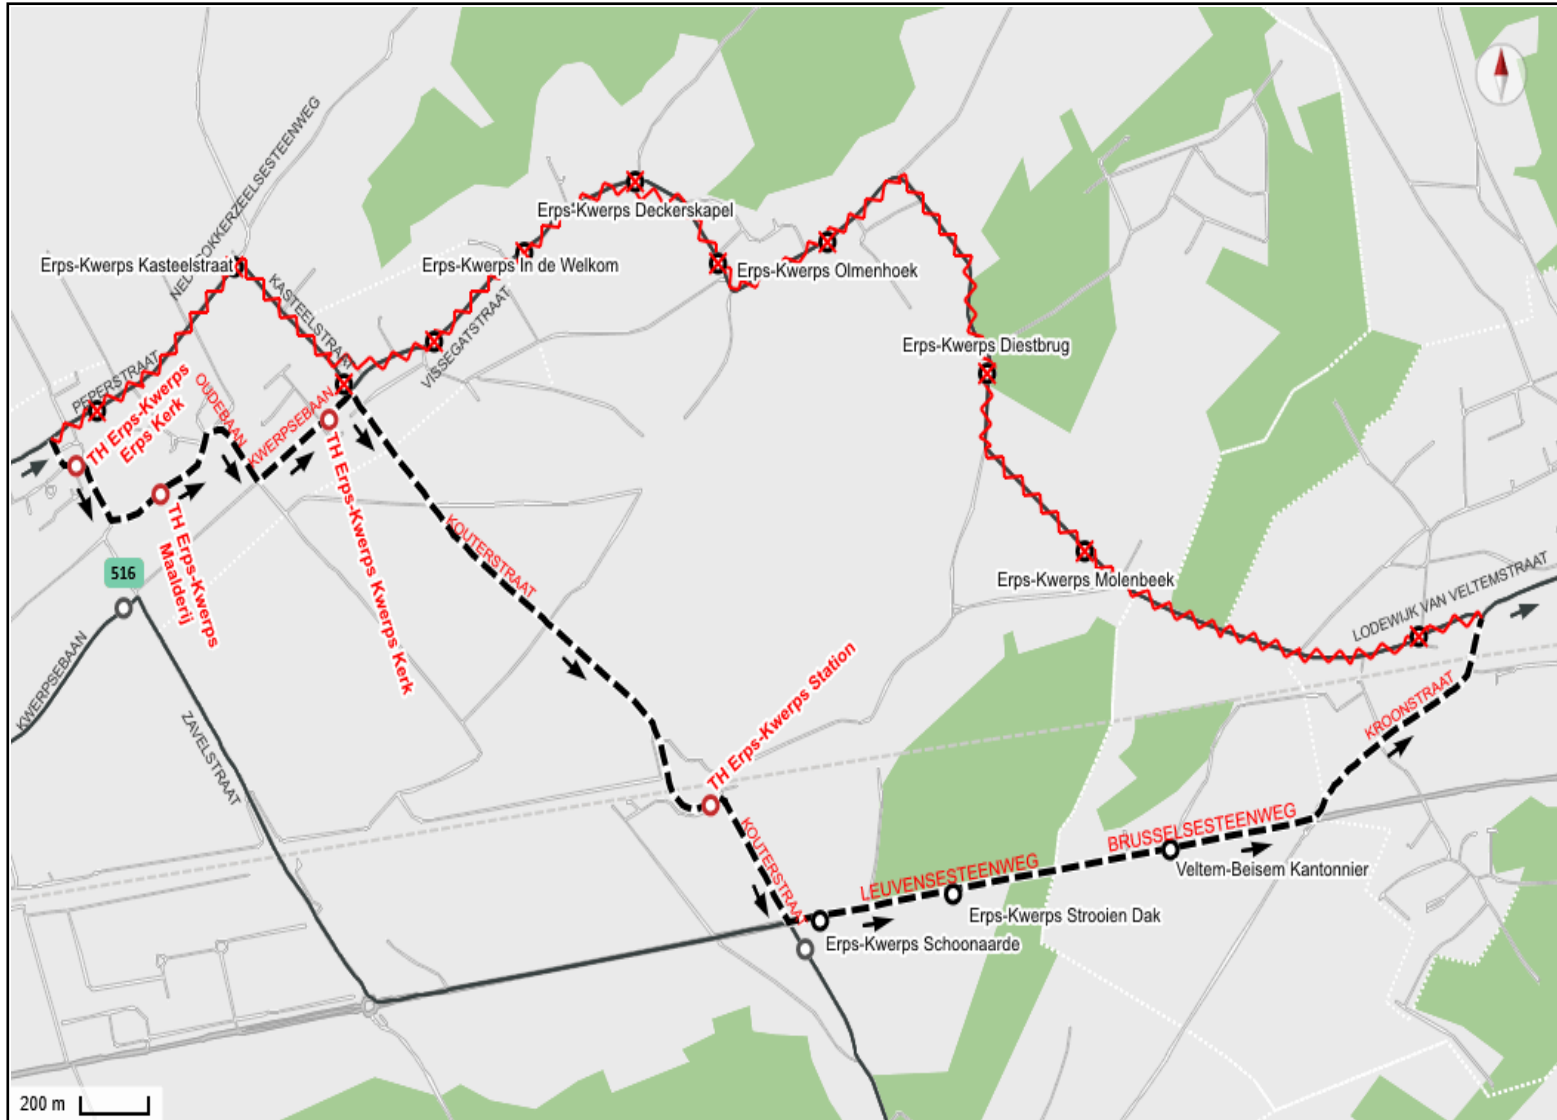 NEDEROKKERZEELSESTEENWEG
Erps-Kwerps Deckerskapel
Erps-Kwerps Kasteelstraat
Erps-Kwerps In de Welkom
Erps-Kwerps Olmenhoek
KASTEELSTRAAT
VISSEGATSTRAAT
Erps-Kwerps Diestbrug
PEPERSTRAAT
OUDEBAAN
KWERPSEBAAN
TH Erps-Kwerps
Erps Kerk
TH Erps-Kwerps
Maalderij
TH Erps-Kwerps Kwerps Kerk
KOUTERSTRAAT
516
Erps-Kwerps Molenbeek
LODEWIJK VAN VELTEMSTRAAT
KWERPSEBAAN
ZAVELSTRAAT
TH Erps-Kwerps Station
KROONSTRAAT
KOUTERSTRAAT
BRUSSELSESTEENWEG
LEUVENSESTEENWEG
Veltem-Beisem Kantonnier
Erps-Kwerps Strooien Dak
Erps-Kwerps Schoonaarde
200 m